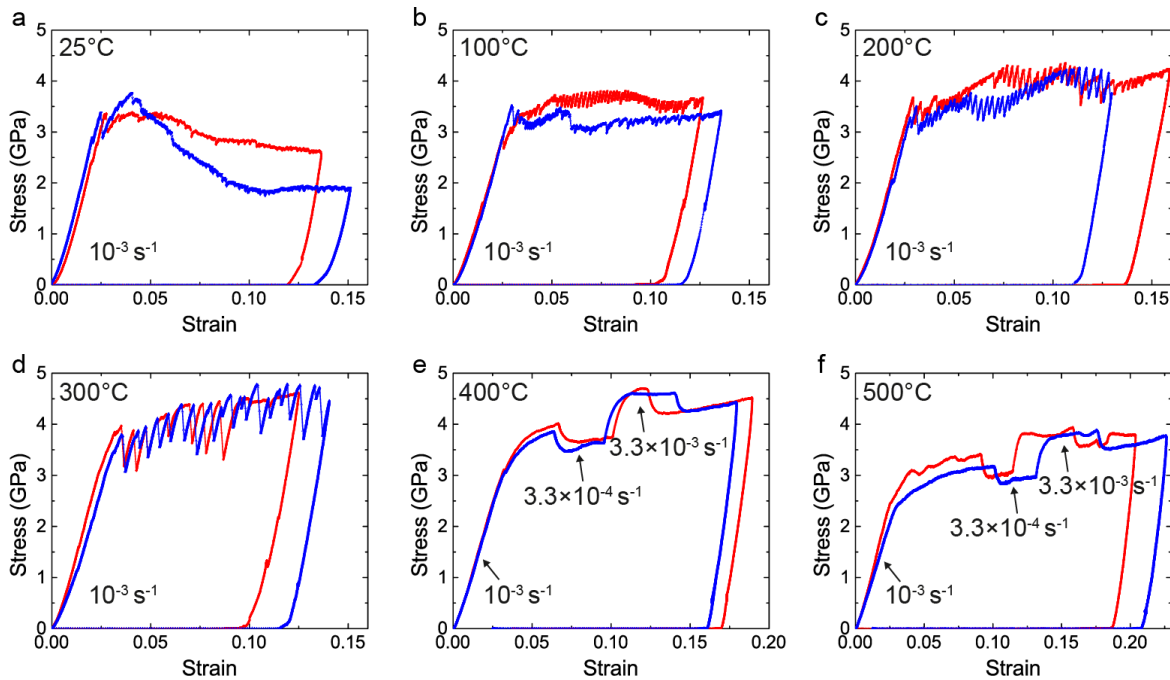 a
25°C
Stress (GPa)
5
4
3
2
1
0
10⁻³ s⁻¹
0.00 0.05 0.10 0.15
Strain
b
100°C
Stress (GPa)
5
4
3
2
1
0
10⁻³ s⁻¹
0.00 0.05 0.10 0.15
Strain
c
200°C
Stress (GPa)
5
4
3
2
1
0
10⁻³ s⁻¹
0.00 0.05 0.10 0.15
Strain
d
300°C
Stress (GPa)
5
4
3
2
1
0
10⁻³ s⁻¹
0.00 0.05 0.10 0.15
Strain
e
400°C
Stress (GPa)
5
4
3
2
1
0
3.3×10⁻³ s⁻¹
3.3×10⁻⁴ s⁻¹
10⁻³ s⁻¹
0.00 0.05 0.10 0.15 0.20
Strain
f
500°C
Stress (GPa)
5
4
3
2
1
0
3.3×10⁻³ s⁻¹
3.3×10⁻⁴ s⁻¹
10⁻³ s⁻¹
0.00 0.05 0.10 0.15 0.20
Strain